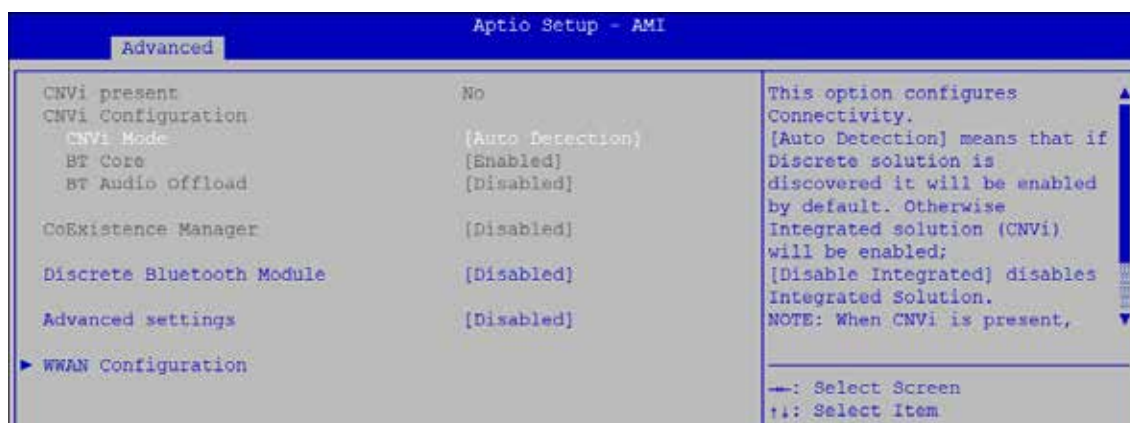 Aptio Setup - AMI
Advanced
CNVi present No
CNVi Configuration
CNVi Mode [Auto Detection]
BT Core [Enabled]
BT Audio Offload [Disabled]
CoExistence Manager [Disabled]
Discrete Bluetooth Module [Disabled]
Advanced settings [Disabled]
► WWAN Configuration
This option configures
Connectivity.
[Auto Detection] means that if
Discrete solution is
discovered it will be enabled
by default. Otherwise
Integrated solution (CNVi)
will be enabled;
[Disable Integrated] disables
Integrated Solution.
NOTE: When CNVi is present,
→←: Select Screen
↑↓: Select Item